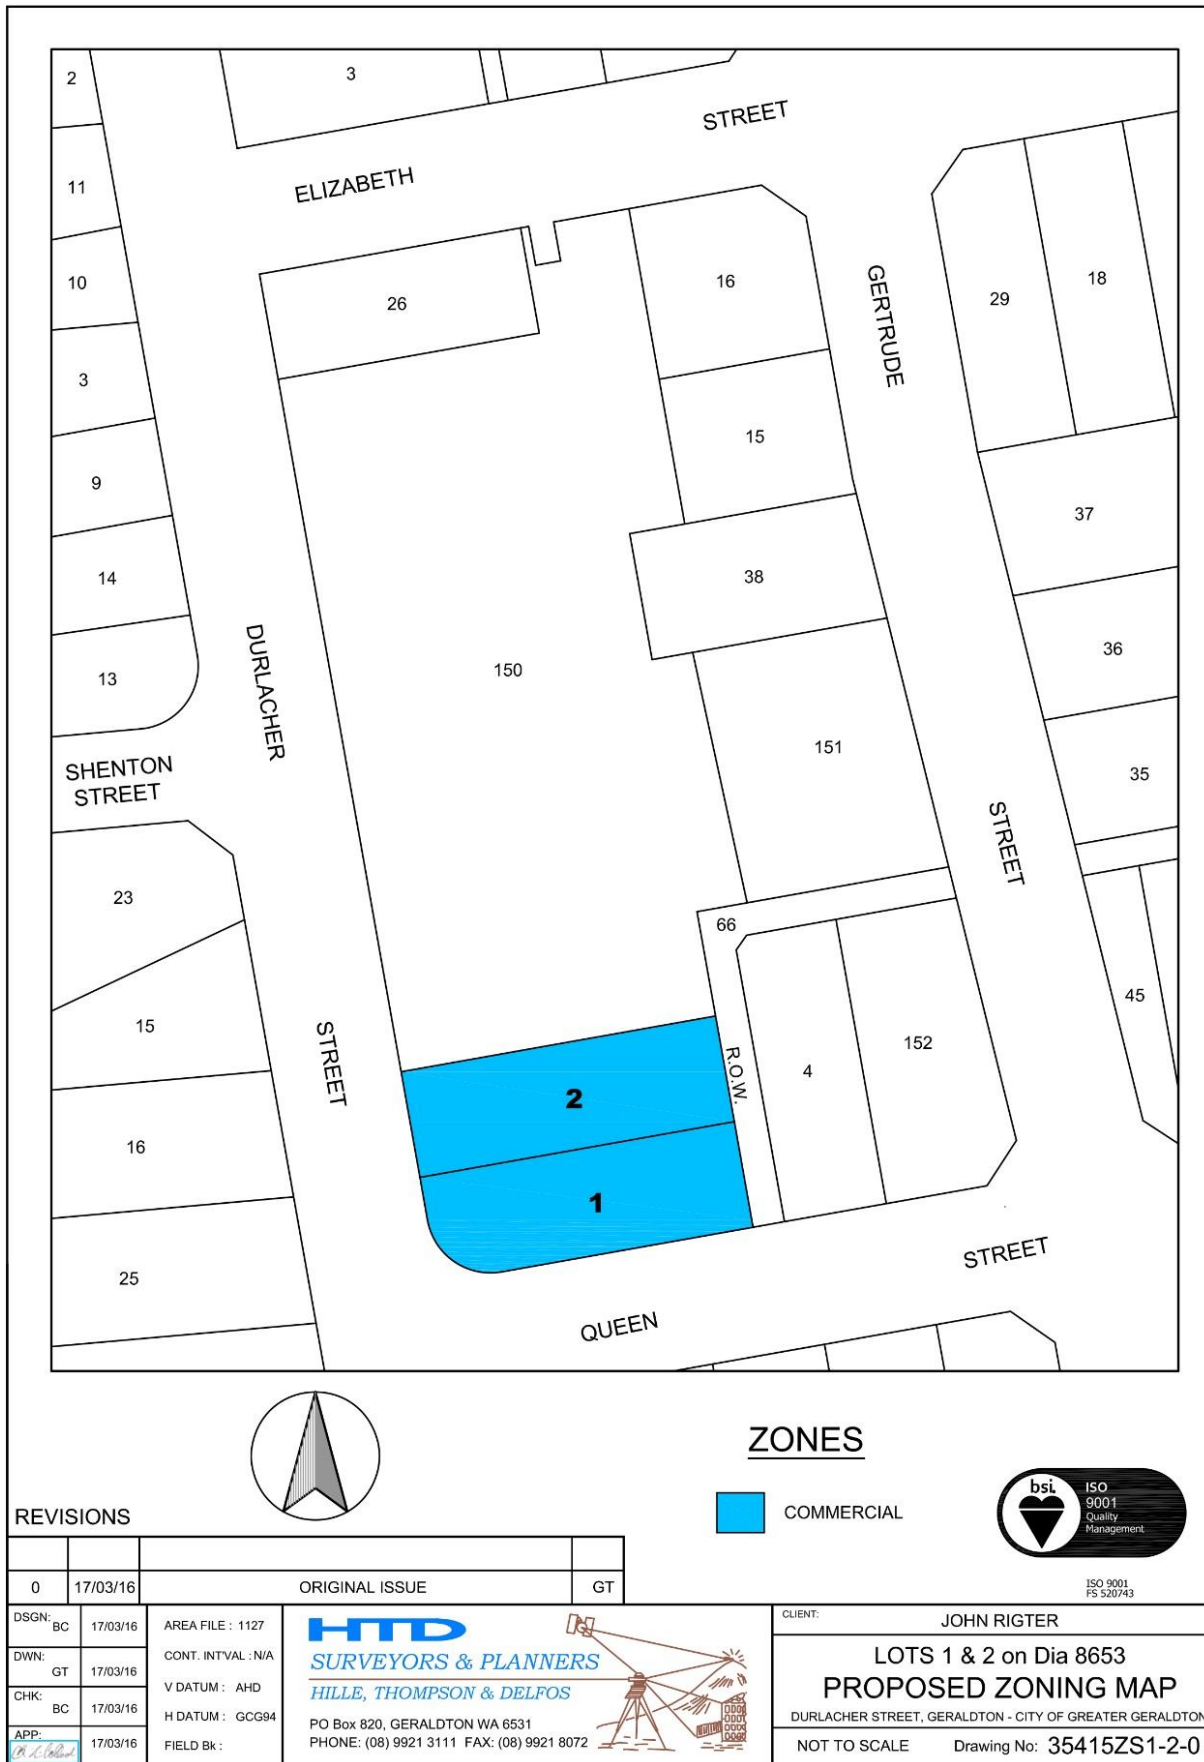 2
3
STREET
11
ELIZABETH
10
26
16
GERTRUDE
29
18
3
15
9
37
14
38
DURLACHER
13
150
36
151
SHENTON
STREET
35
STREET
23
66
45
15
STREET
152
R.O.W.
4
2
16
1
STREET
25
QUEEN
ZONES
COMMERCIAL
bsi.
ISO
9001
Quality
Management
ISO 9001
FS 520743
REVISIONS
0 17/03/16 ORIGINAL ISSUE GT
DSGN: BC 17/03/16
DWN: GT 17/03/16
CHK: BC 17/03/16
APP: 17/03/16
AREA FILE : 1127
CONT. INT'VAL : N/A
V DATUM : AHD
H DATUM : GCG94
FIELD Bk :
HTD
SURVEYORS & PLANNERS
HILLE, THOMPSON & DELFOS
PO Box 820, GERALDTON WA 6531
PHONE: (08) 9921 3111 FAX: (08) 9921 8072
CLIENT: JOHN RIGTER
LOTS 1 & 2 on Dia 8653
PROPOSED ZONING MAP
DURLACHER STREET, GERALDTON - CITY OF GREATER GERALDTON
NOT TO SCALE Drawing No: 35415ZS1-2-0